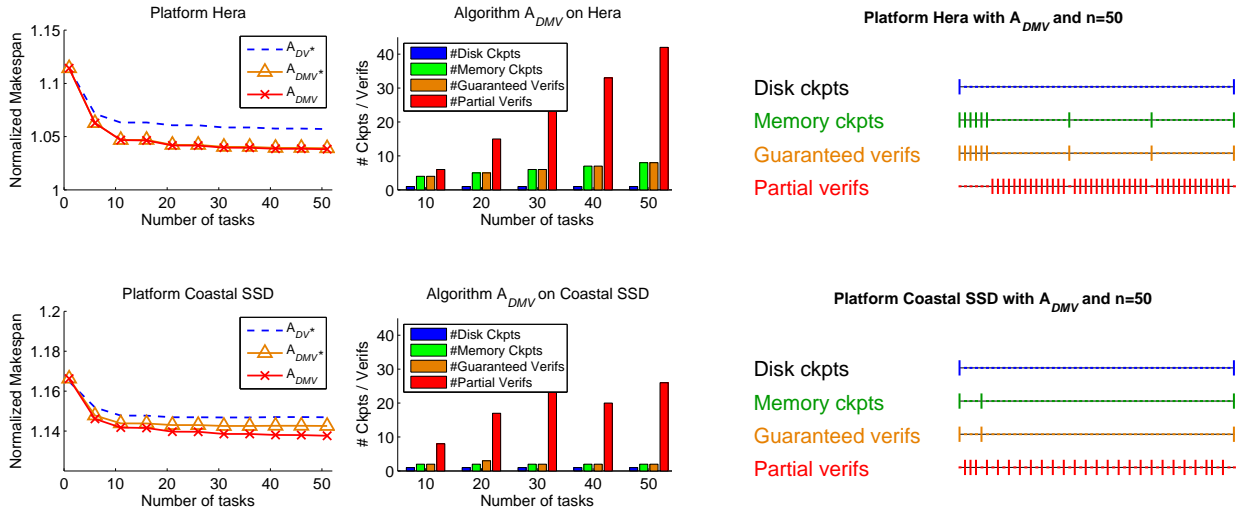 Platform Hera
Normalized Makespan
1.15
1.1
1.05
1
0 10 20 30 40 50
Number of tasks
A_DV*
A_DMV*
A_DMV
Algorithm A_DMV on Hera
# Ckpts / Verifs
40
30
20
10
0
10 20 30 40 50
Number of tasks
#Disk Ckpts
#Memory Ckpts
#Guaranteed Verifs
#Partial Verifs
Platform Hera with A_DMV and n=50
Disk ckpts
Memory ckpts
Guaranteed verifs
Partial verifs
Platform Coastal SSD
Normalized Makespan
1.2
1.18
1.16
1.14
0 10 20 30 40 50
Number of tasks
A_DV*
A_DMV*
A_DMV
Algorithm A_DMV on Coastal SSD
# Ckpts / Verifs
40
30
20
10
0
10 20 30 40 50
Number of tasks
#Disk Ckpts
#Memory Ckpts
#Guaranteed Verifs
#Partial Verifs
Platform Coastal SSD with A_DMV and n=50
Disk ckpts
Memory ckpts
Guaranteed verifs
Partial verifs